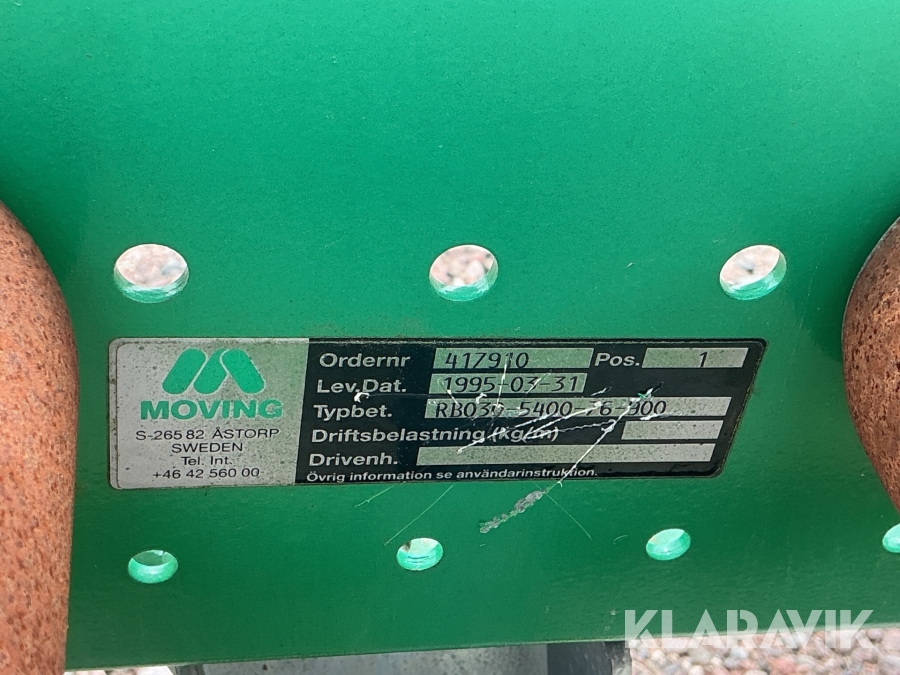 MOVING
S-265 82 ÅSTORP
SWEDEN
Tel. Int.
+46 42 560 00
Ordernr 417910 Pos. 1
Lev.Dat. 1995-03-31
Typbet.
Driftsbelastning (kg/m)
Drivenh.
Övrig information se användarinstruktion.
KLARAVIK